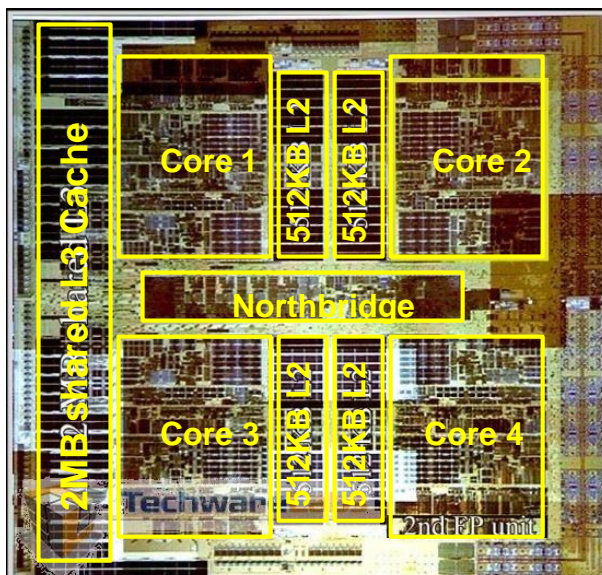 2MB shared L3 Cache
Core 1
512KB L2
512KB L2
Core 2
Northbridge
Core 3
512KB L2
512KB L2
Core 4
Techware
2nd FP unit